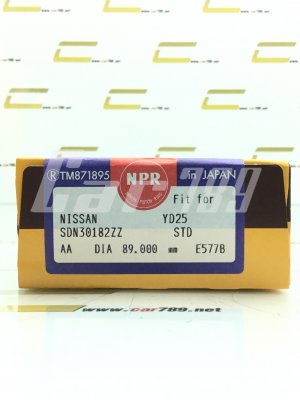 ® TM871895 NPR in JAPAN
Fit for
NISSAN YD25
SDN30182ZZ STD
AA DIA 89.000 mm E577B
Car789
www.car789.net